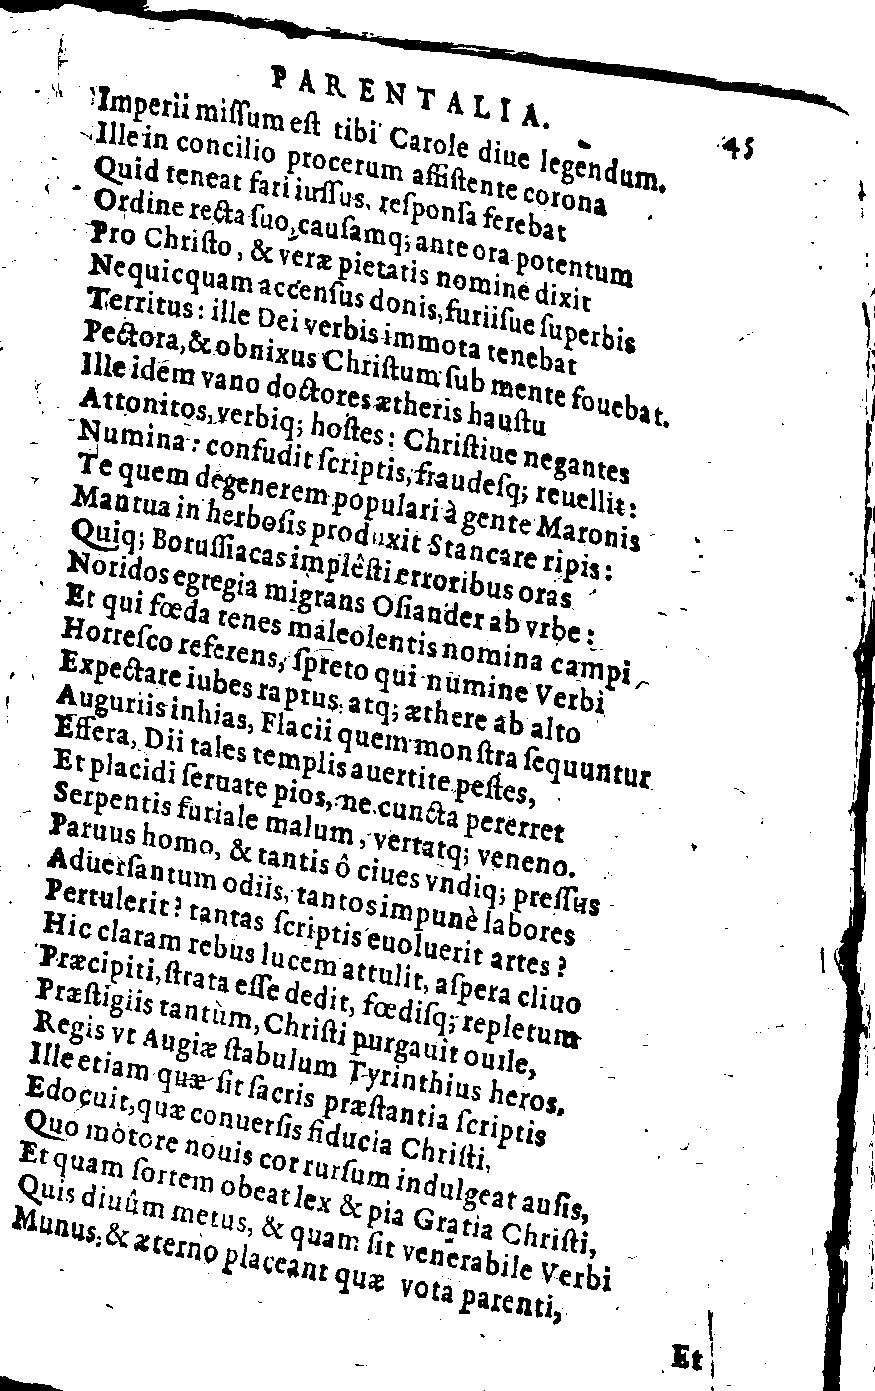 PARENTALIA. 45
Imperii miſſum eſt tibi Carole diue legendum.
Ille in concilio procerum aſſiſtente corona
Quid teneat fari iuſſus, reſponſa ferebat
Ordine recta ſuo, cauſamq; ante ora potentum
Pro Chriſto, & veræ pietatis nomine dixit
Nequicquam accenſus donis, furiiſue ſuperbis
Territus: ille Dei verbis immota tenebat
Pectora, & obnixus Chriſtum ſub mente fouebat.
Ille idem vano doctores ætheris hauſtu
Attonitos, verbiq; hoſtes: Chriſtiue negantes
Numina: confudit ſcriptis, fraudeſq; reuellit:
Te quem degenerem populari à gente Maronis
Mantua in herboſis produxit Stancare ripis:
Quiq; Boruſſiacas implêſti erroribus oras
Noridos egregia migrans Oſiander ab vrbe:
Et qui fœda tenes maleolentis nomina campi
Horreſco referens, ſpreto qui numine Verbi
Expectare iubes raptus, atq; æthere ab alto
Auguriis inhias, Flacii quem monſtra ſequuntur
Effera, Dii tales templis auertite peſtes,
Et placidi ſeruate pios, ne cuncta pererret
Serpentis furiale malum, vertatq; veneno.
Paruus homo, & tantis ô ciues vndiq; preſſus
Aduerſantum odiis, tantos impunè labores
Pertulerit? tantas ſcriptis euoluerit artes?
Hic claram rebus lucem attulit, aſpera cliuo
Præcipiti, ſtrata eſſe dedit, fœdiſq; repletum
Præſtigiis tantùm, Chriſti purgauit ouile,
Regis vt Augiæ ſtabulum Tyrinthius heros.
Ille etiam quæ ſit ſacris præſtantia ſcriptis
Edocuit, quæ conuerſis fiducia Chriſti,
Quo motore nouis cor rurſum indulgeat auſis,
Et quam ſortem obeat lex & pia Gratia Chriſti,
Quis diuûm metus, & quam ſit venerabile Verbi
Munus, & æterno placeant quæ vota parenti,
Et